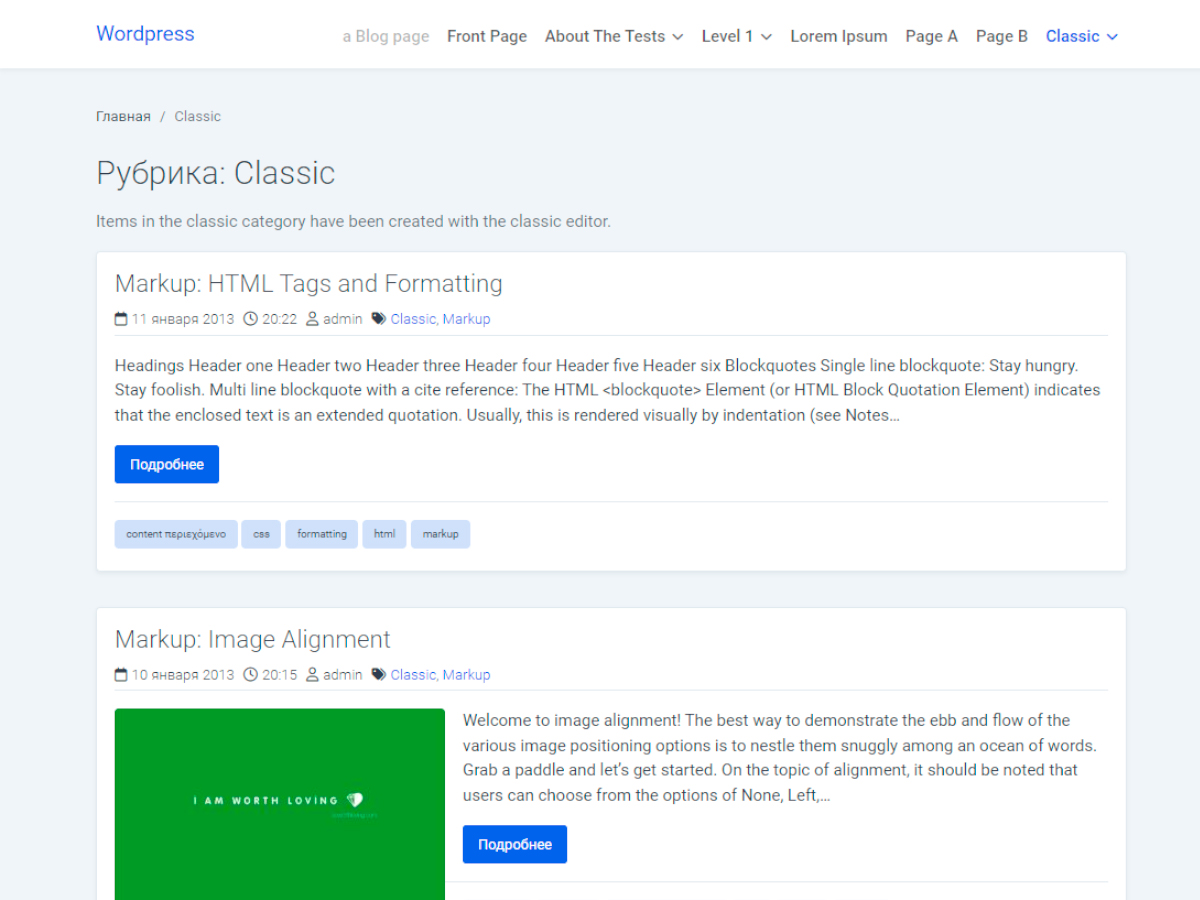 Wordpress
a Blog page Front Page About The Tests Level 1 Lorem Ipsum Page A Page B Classic
Главная / Classic
Рубрика: Classic
Items in the classic category have been created with the classic editor.
Markup: HTML Tags and Formatting
11 января 2013 20:22 admin Classic, Markup
Headings Header one Header two Header three Header four Header five Header six Blockquotes Single line blockquote: Stay hungry.
Stay foolish. Multi line blockquote with a cite reference: The HTML <blockquote> Element (or HTML Block Quotation Element) indicates
that the enclosed text is an extended quotation. Usually, this is rendered visually by indentation (see Notes…
Подробнее
content περιεχόμενο css formatting html markup
Markup: Image Alignment
10 января 2013 20:15 admin Classic, Markup
I AM WORTH LOVING
Welcome to image alignment! The best way to demonstrate the ebb and flow of the
various image positioning options is to nestle them snuggly among an ocean of words.
Grab a paddle and let’s get started. On the topic of alignment, it should be noted that
users can choose from the options of None, Left,…
Подробнее